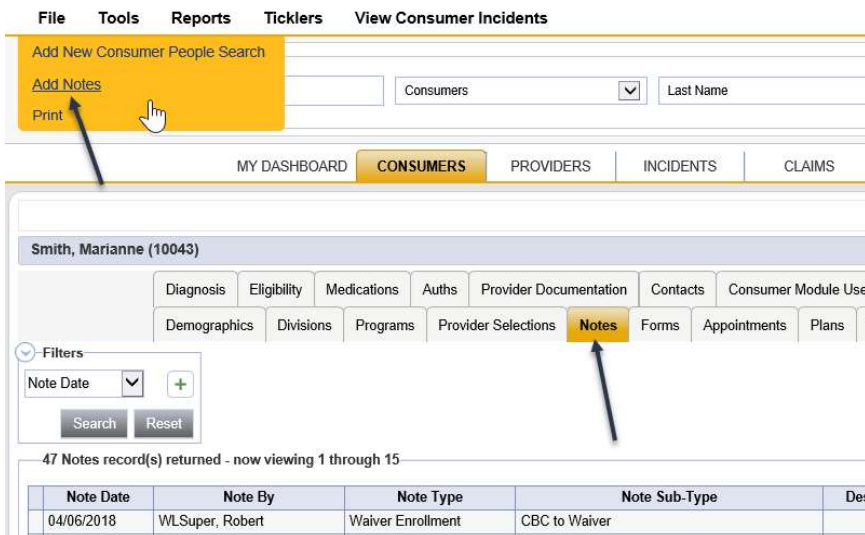 File Tools Reports Ticklers View Consumer Incidents
Add New Consumer People Search
Add Notes
Print
Consumers
Last Name
MY DASHBOARD CONSUMERS PROVIDERS INCIDENTS CLAIMS
Smith, Marianne (10043)
Diagnosis Eligibility Medications Auths Provider Documentation Contacts Consumer Module Use
Demographics Divisions Programs Provider Selections Notes Forms Appointments Plans
Filters
Note Date
+
Search Reset
47 Notes record(s) returned - now viewing 1 through 15
Note Date Note By Note Type Note Sub-Type Des
04/06/2018 WLSuper, Robert Waiver Enrollment CBC to Waiver